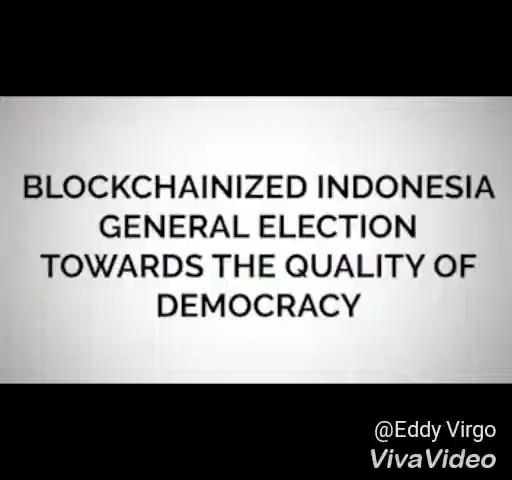 BLOCKCHAINIZED INDONESIA
GENERAL ELECTION
TOWARDS THE QUALITY OF
DEMOCRACY
@Eddy Virgo
VivaVideo